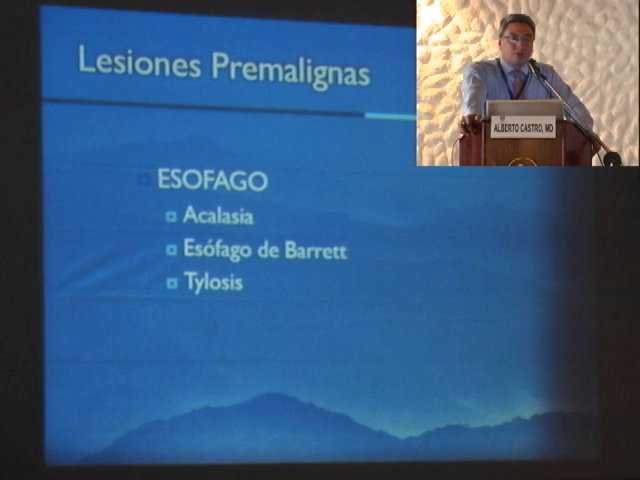 Lesiones Premalignas
ESOFAGO
Acalasia
Esófago de Barrett
Tylosis
ALBERTO CASTRO, MD